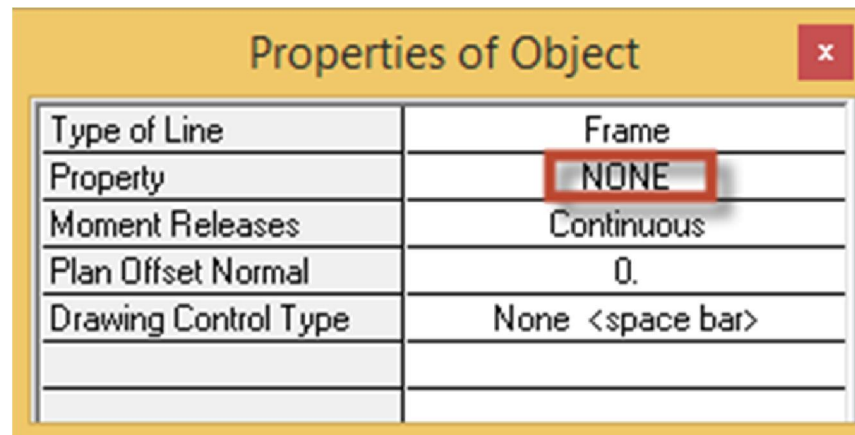 Properties of Object
x
Type of Line Frame
Property NONE
Moment Releases Continuous
Plan Offset Normal 0.
Drawing Control Type None <space bar>